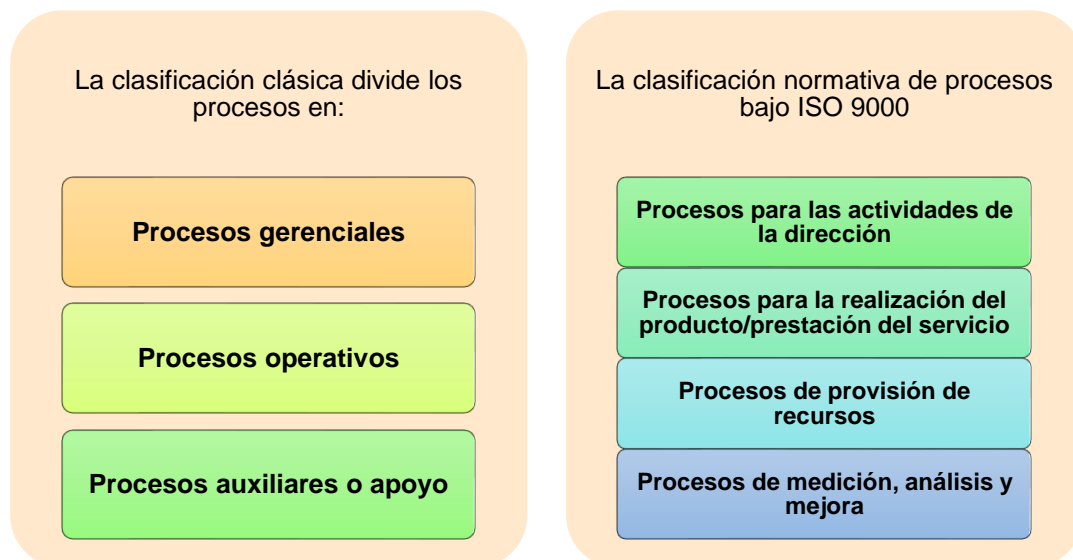 La clasificación clásica divide los
procesos en:
Procesos gerenciales
Procesos operativos
Procesos auxiliares o apoyo
La clasificación normativa de procesos
bajo ISO 9000
Procesos para las actividades de
la dirección
Procesos para la realización del
producto/prestación del servicio
Procesos de provisión de
recursos
Procesos de medición, análisis y
mejora